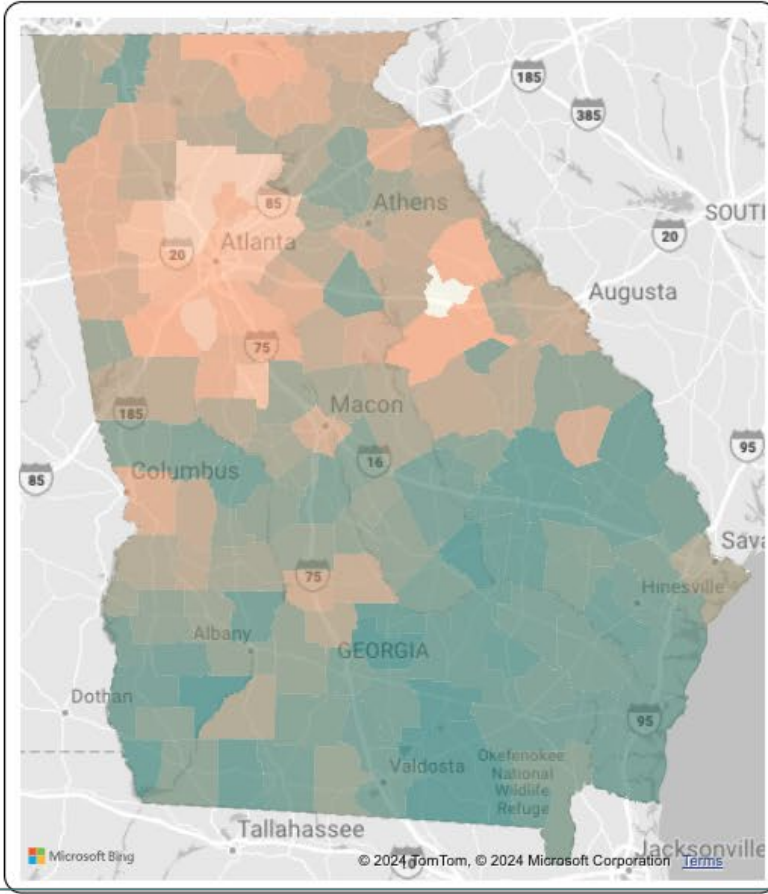 185
385
SOUTI
20
85
Athens
20
Atlanta
Augusta
75
185
Macon
95
85
Columbus
16
Sava
75
Hinesville
Albany
GEORGIA
Dothan
95
Valdosta
Okefenokee
National
Wildlife
Refuge
Tallahassee
Jacksonville
Microsoft Bing
© 2024 TomTom, © 2024 Microsoft Corporation Terms